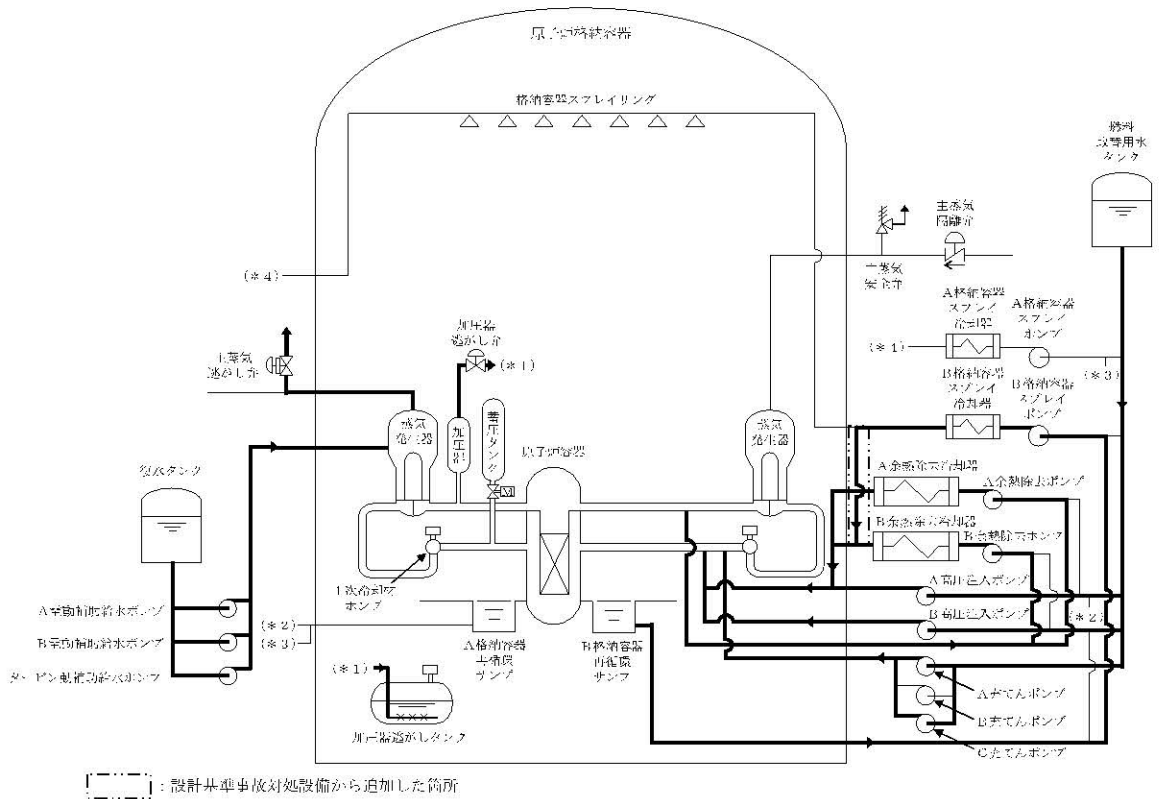 原子炉格納容器
格納容器スプレイリング
燃料
取替用水
タンク
主蒸気
隔離弁
主蒸気
安全弁
(*4)
A格納容器
スプレイ
冷却器
A格納容器
スプレイ
ポンプ
(*4)
(*3)
B格納容器
スプレイ
冷却器
B格納容器
スプレイ
ポンプ
加圧器
逃がし弁
(*1)
主蒸気
逃がし弁
蒸気
発生器
加圧器
蓄圧タンク
M
原子炉容器
蒸気
発生器
復水タンク
A余熱除去冷却器
A余熱除去ポンプ
B余熱除去冷却器
B余熱除去ポンプ
1次冷却材
ポンプ
A高圧注入ポンプ
B高圧注入ポンプ
(*2)
A電動補助給水ポンプ
B電動補助給水ポンプ
タービン動補助給水ポンプ
(*2)
(*3)
A格納容器
再循環
サンプ
B格納容器
再循環
サンプ
(*1)
加圧器逃がしタンク
A充てんポンプ
B充てんポンプ
C充てんポンプ
:設計基準事故対処設備から追加した箇所